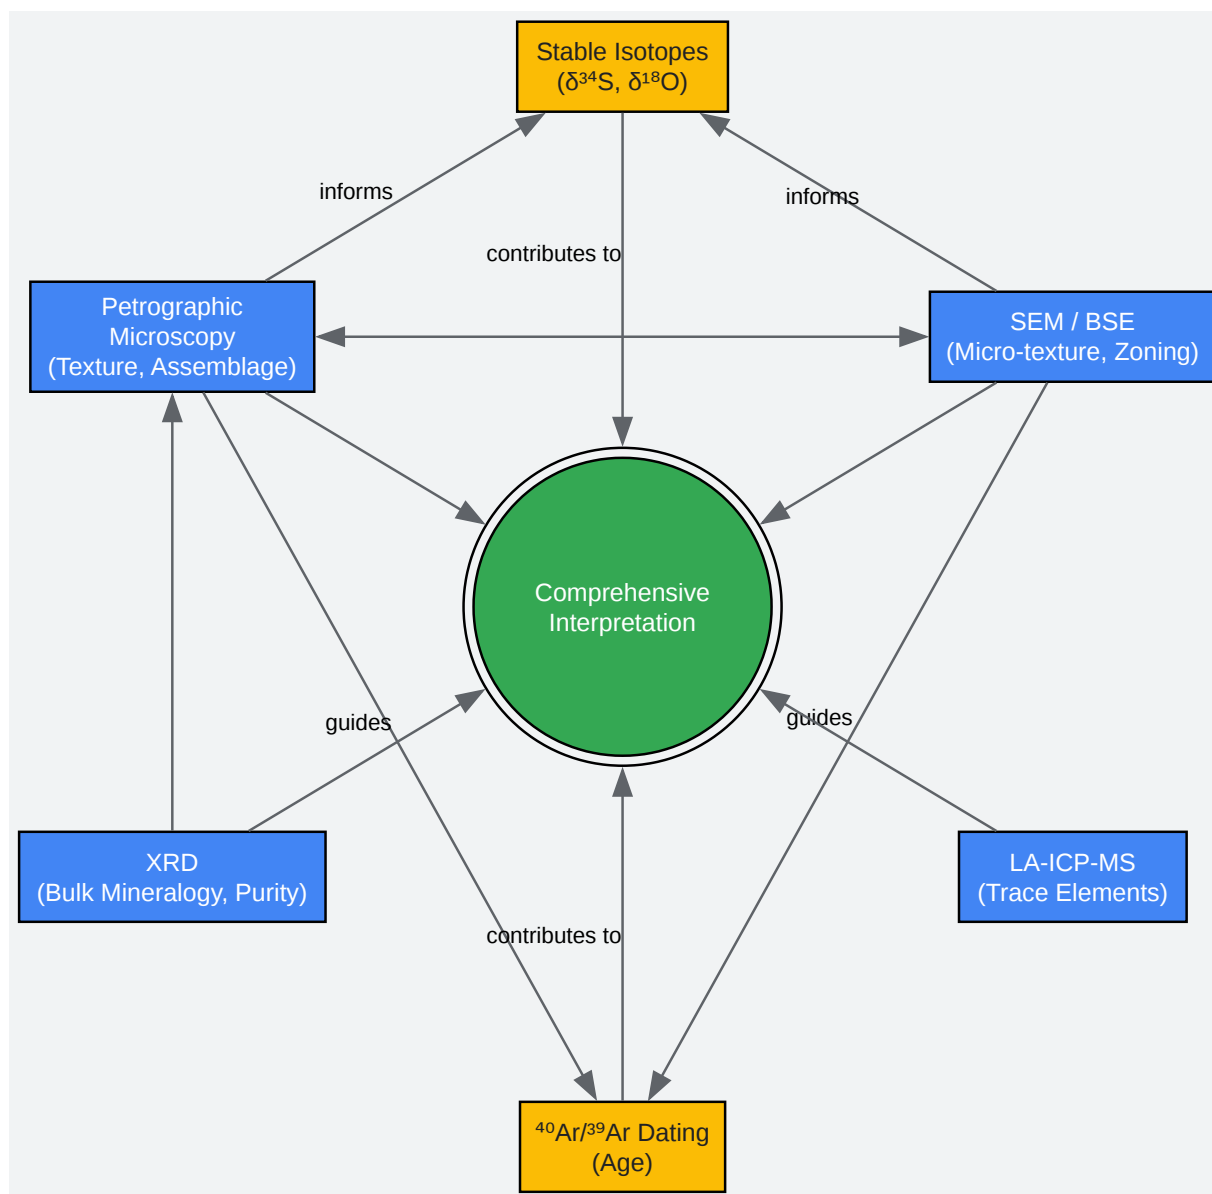 Stable Isotopes
(δ³⁴S, δ¹⁸O)
informs
informs
contributes to
Petrographic
Microscopy
(Texture, Assemblage)
SEM / BSE
(Micro-texture, Zoning)
Comprehensive
Interpretation
guides
guides
XRD
(Bulk Mineralogy, Purity)
LA-ICP-MS
(Trace Elements)
contributes to
⁴⁰Ar/³⁹Ar Dating
(Age)